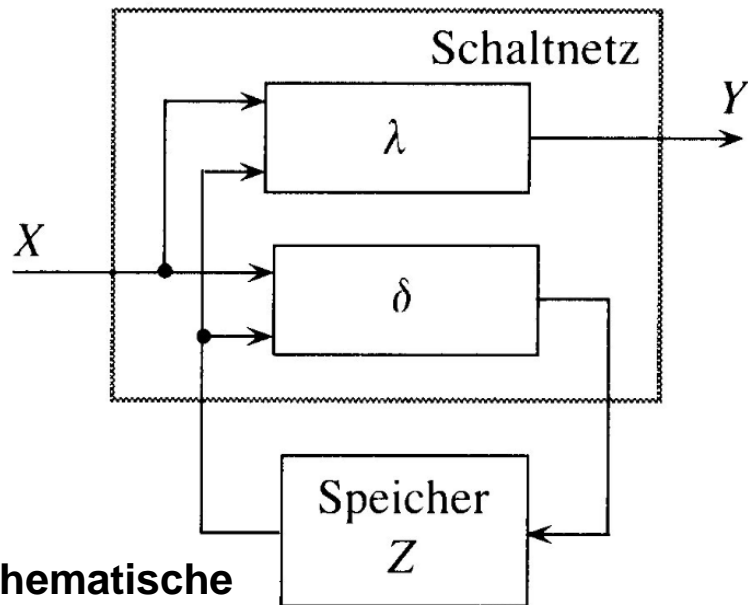 Schaltnetz
Y
λ
X
δ
Speicher
Z
hematische